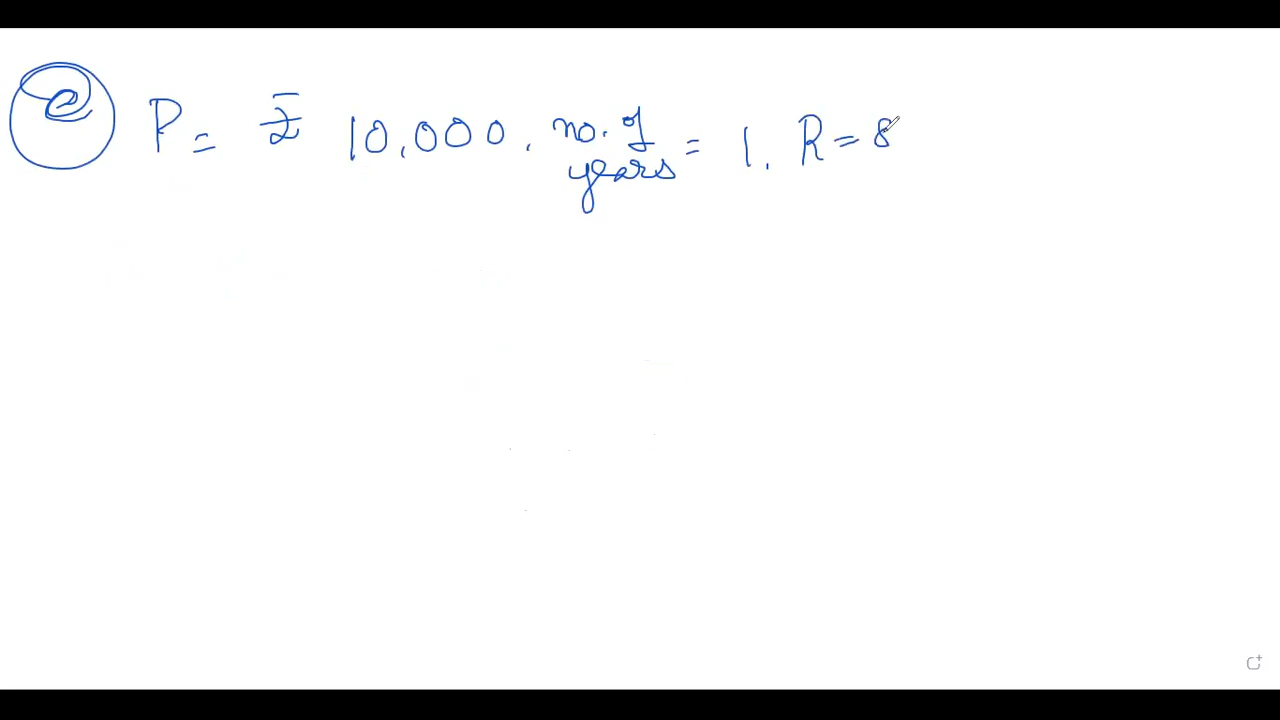 e P = ₹ 10,000. no. of years = 1. R = 8